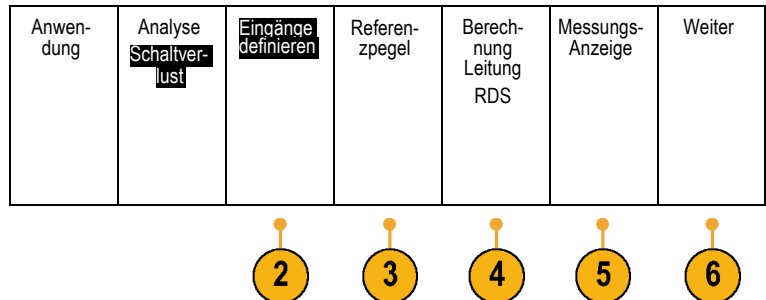 Anwen-
dung
Analyse
Schaltver-
lust
Eingänge
definieren
Referen-
zpegel
Berech-
nung
Leitung
RDS
Messungs-
Anzeige
Weiter
2
3
4
5
6